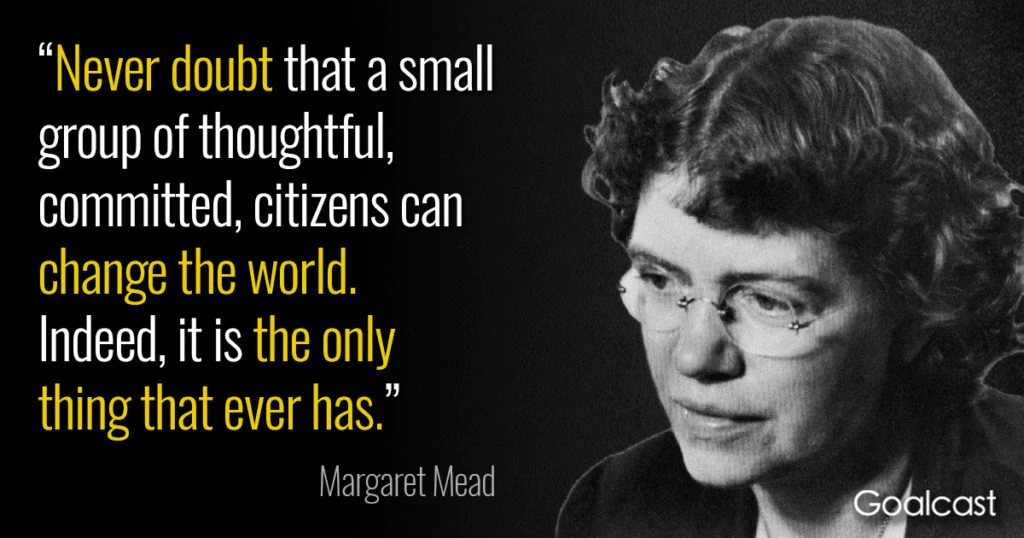 “Never doubt that a small
group of thoughtful,
committed, citizens can
change the world.
Indeed, it is the only
thing that ever has.”
Margaret Mead
Goalcast